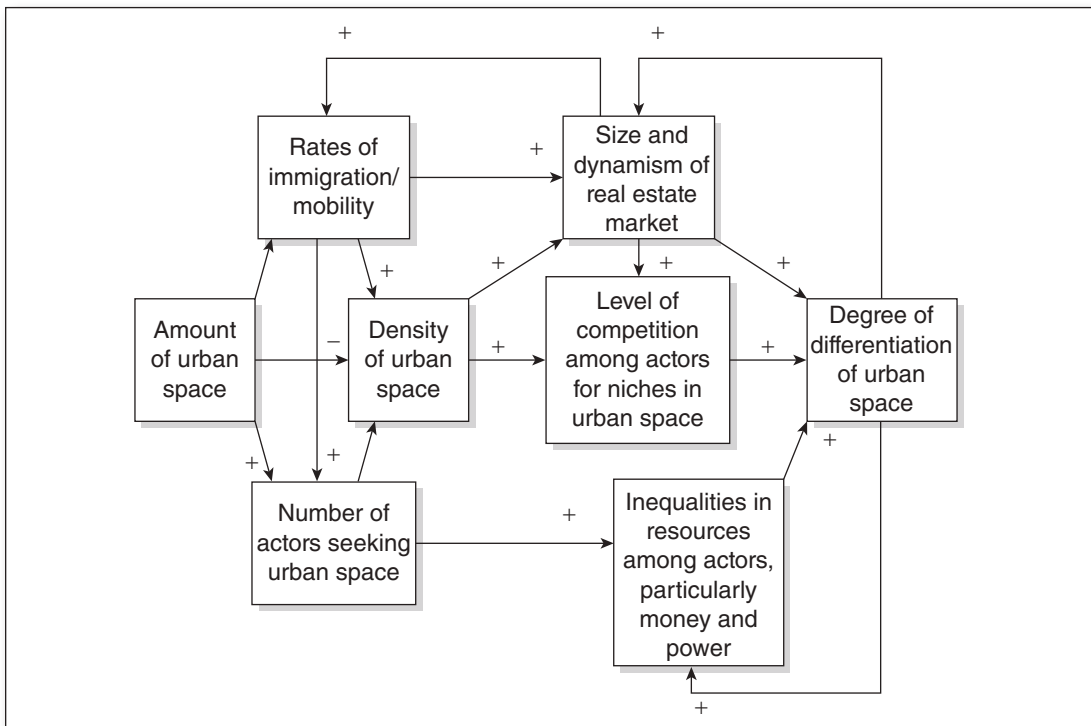 +
+
Rates of
immigration/
mobility
+
Size and
dynamism of
real estate
market
+
+
+
+
Amount
of urban
space
−
Density
of urban
space
+
Level of
competition
among actors
for niches in
urban space
+
Degree of
differentiation
of urban
space
+
+
+
Number of
actors seeking
urban space
+
Inequalities in
resources
among actors,
particularly
money and
power
+